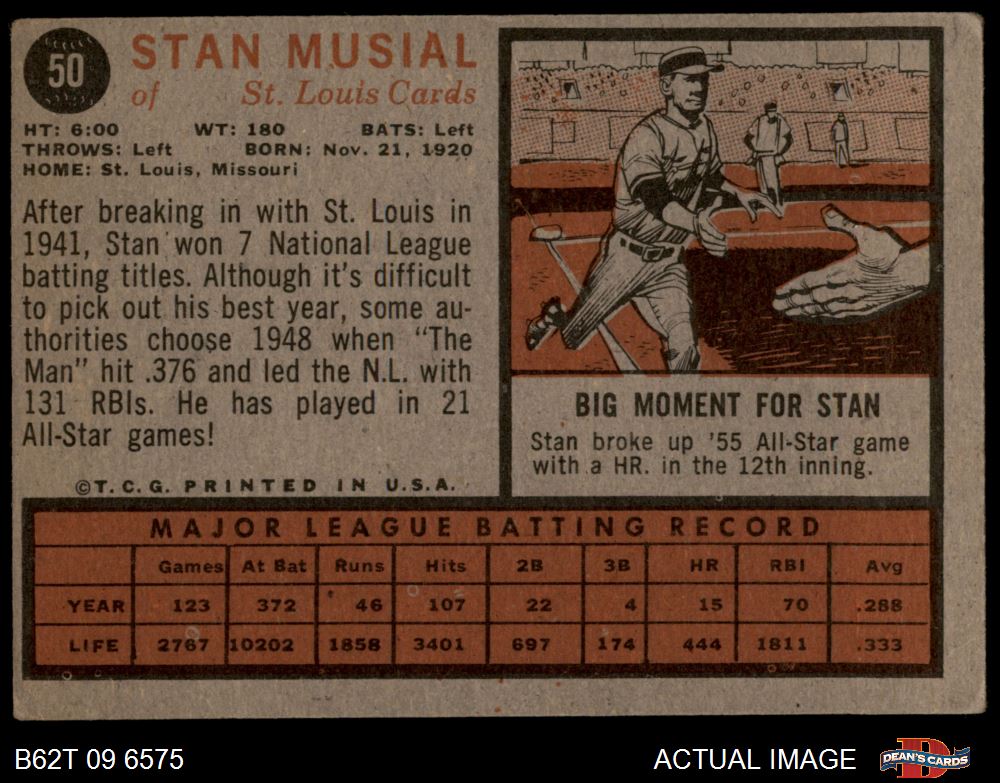 50
STAN MUSIAL
of St. Louis Cards
HT: 6:00 WT: 180 BATS: Left
THROWS: Left BORN: Nov. 21, 1920
HOME: St. Louis, Missouri
After breaking in with St. Louis in
1941, Stan won 7 National League
batting titles. Although it's difficult
to pick out his best year, some au-
thorities choose 1948 when "The
Man" hit .376 and led the N.L. with
131 RBIs. He has played in 21
All-Star games!
©T.C.G. PRINTED IN U.S.A.
BIG MOMENT FOR STAN
Stan broke up '55 All-Star game
with a HR. in the 12th inning.
MAJOR LEAGUE BATTING RECORD
Games At Bat Runs Hits 2B 3B HR RBI Avg
YEAR 123 372 46 107 22 4 15 70 .288
LIFE 2767 10202 1858 3401 697 174 444 1811 .333
B62T 09 6575 ACTUAL IMAGE D DEAN'S CARDS